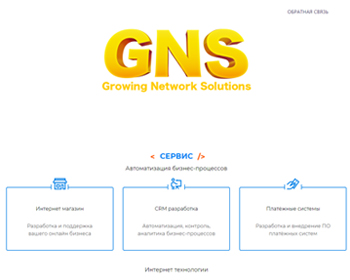 ОБРАТНАЯ СВЯЗЬ
GNS
Growing Network Solutions
< СЕРВИС />
Автоматизация бизнес-процессов
Интернет магазин
Разработка и поддержка
вашего онлайн бизнеса
CRM разработка
Автоматизация, контроль,
аналитика бизнес-процессов
Платежные системы
Разработка и внедрение ПО
платежных систем
Интернет технологии